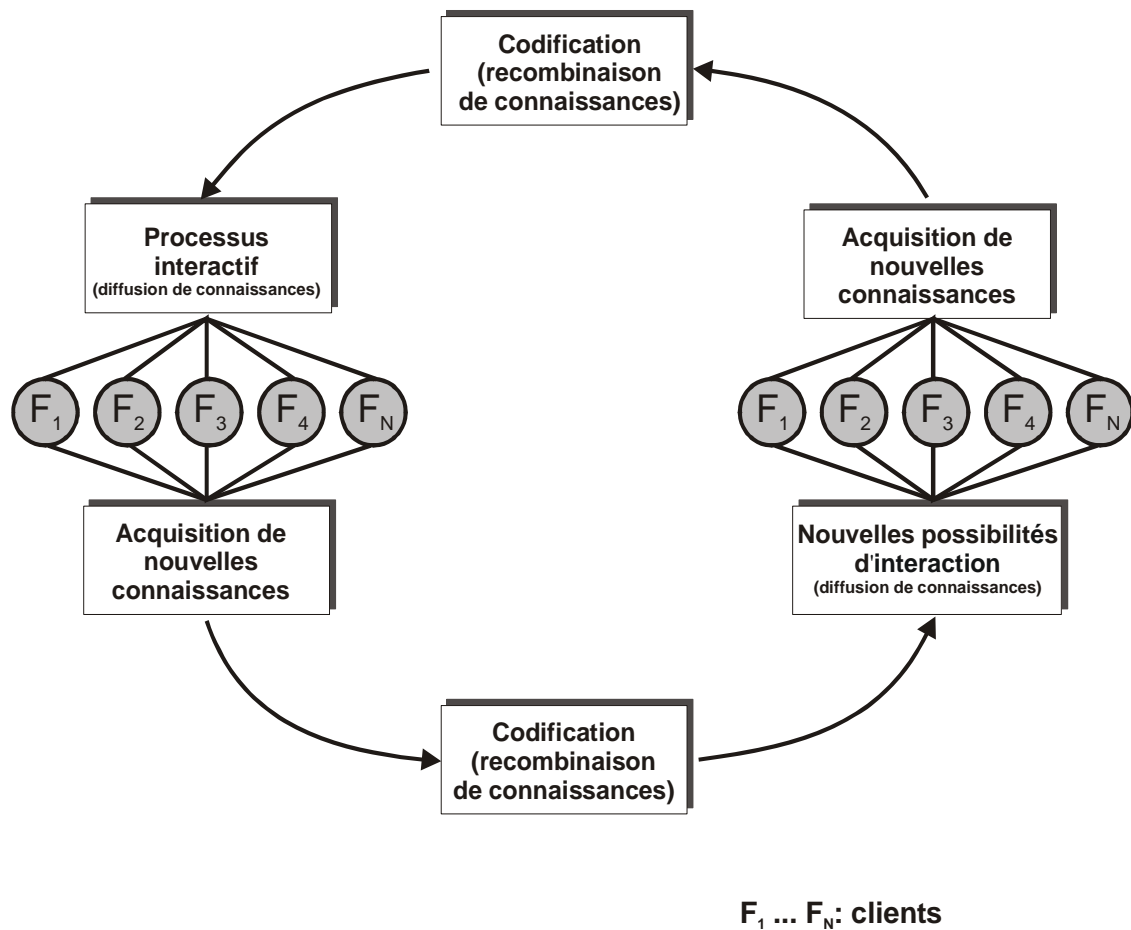 Codification
(recombinaison
de connaissances)
Processus
interactif
(diffusion de connaissances)
Acquisition de
nouvelles
connaissances
F1 F2 F3 F4 FN
F1 F2 F3 F4 FN
Acquisition de
nouvelles
connaissances
Nouvelles possibilités
d'interaction
(diffusion de connaissances)
Codification
(recombinaison
de connaissances)
F1 ... FN: clients